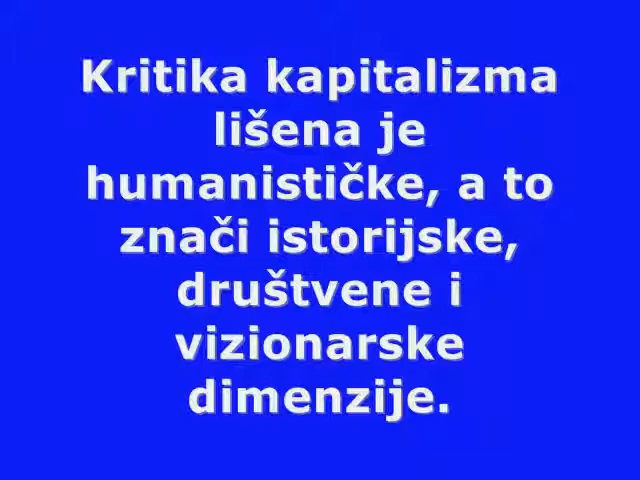 Kritika kapitalizma
lišena je
humanističke, a to
znači istorijske,
društvene i
vizionarske
dimenzije.